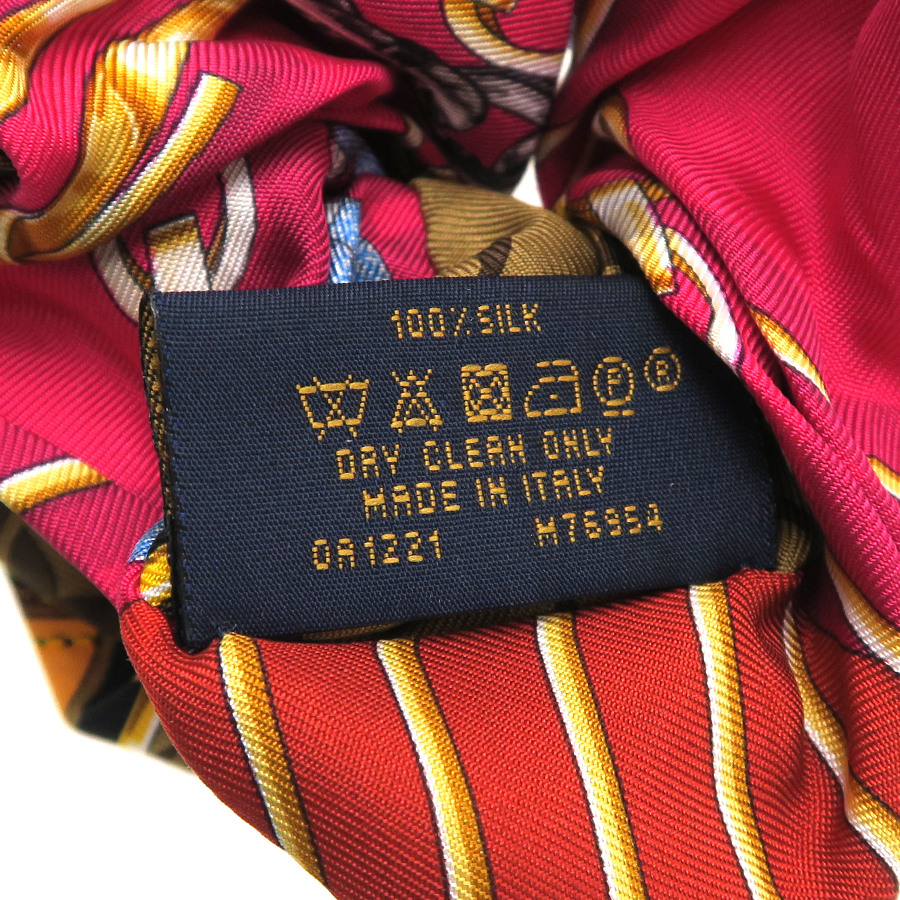 100% SILK
P ®
DRY CLEAN ONLY
MADE IN ITALY
OA1221 M76954